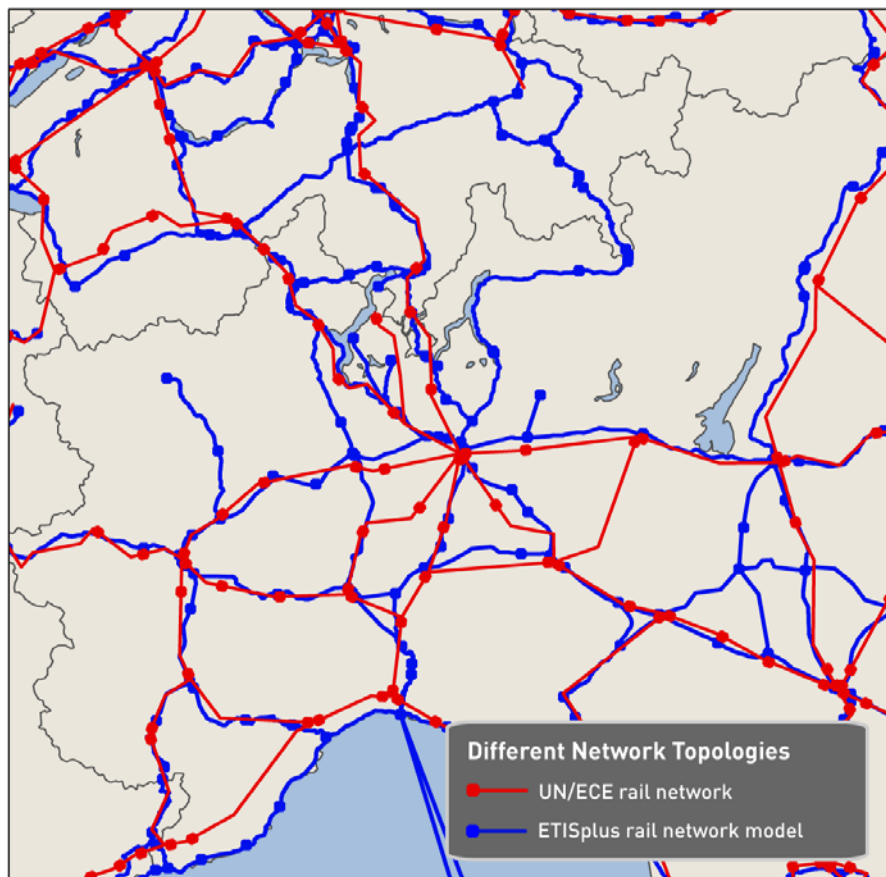 Different Network Topologies
UN/ECE rail network
ETISplus rail network model